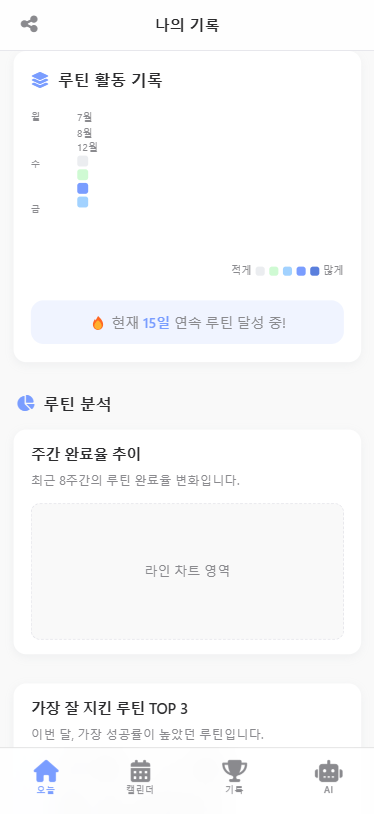 나의 기록
루틴 활동 기록
월
7월
8월
12월
수
금
적게 많게
현재 15일 연속 루틴 달성 중!
루틴 분석
주간 완료율 추이
최근 8주간의 루틴 완료율 변화입니다.
라인 차트 영역
가장 잘 지킨 루틴 TOP 3
이번 달, 가장 성공률이 높았던 루틴입니다.
오늘 캘린더 기록 AI